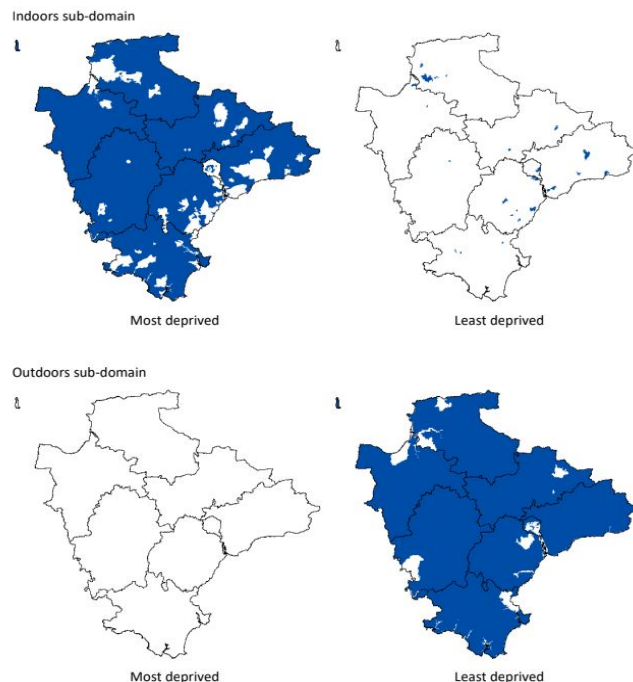 Indoors sub-domain
Most deprived
Least deprived
Outdoors sub-domain
Most deprived
Least deprived